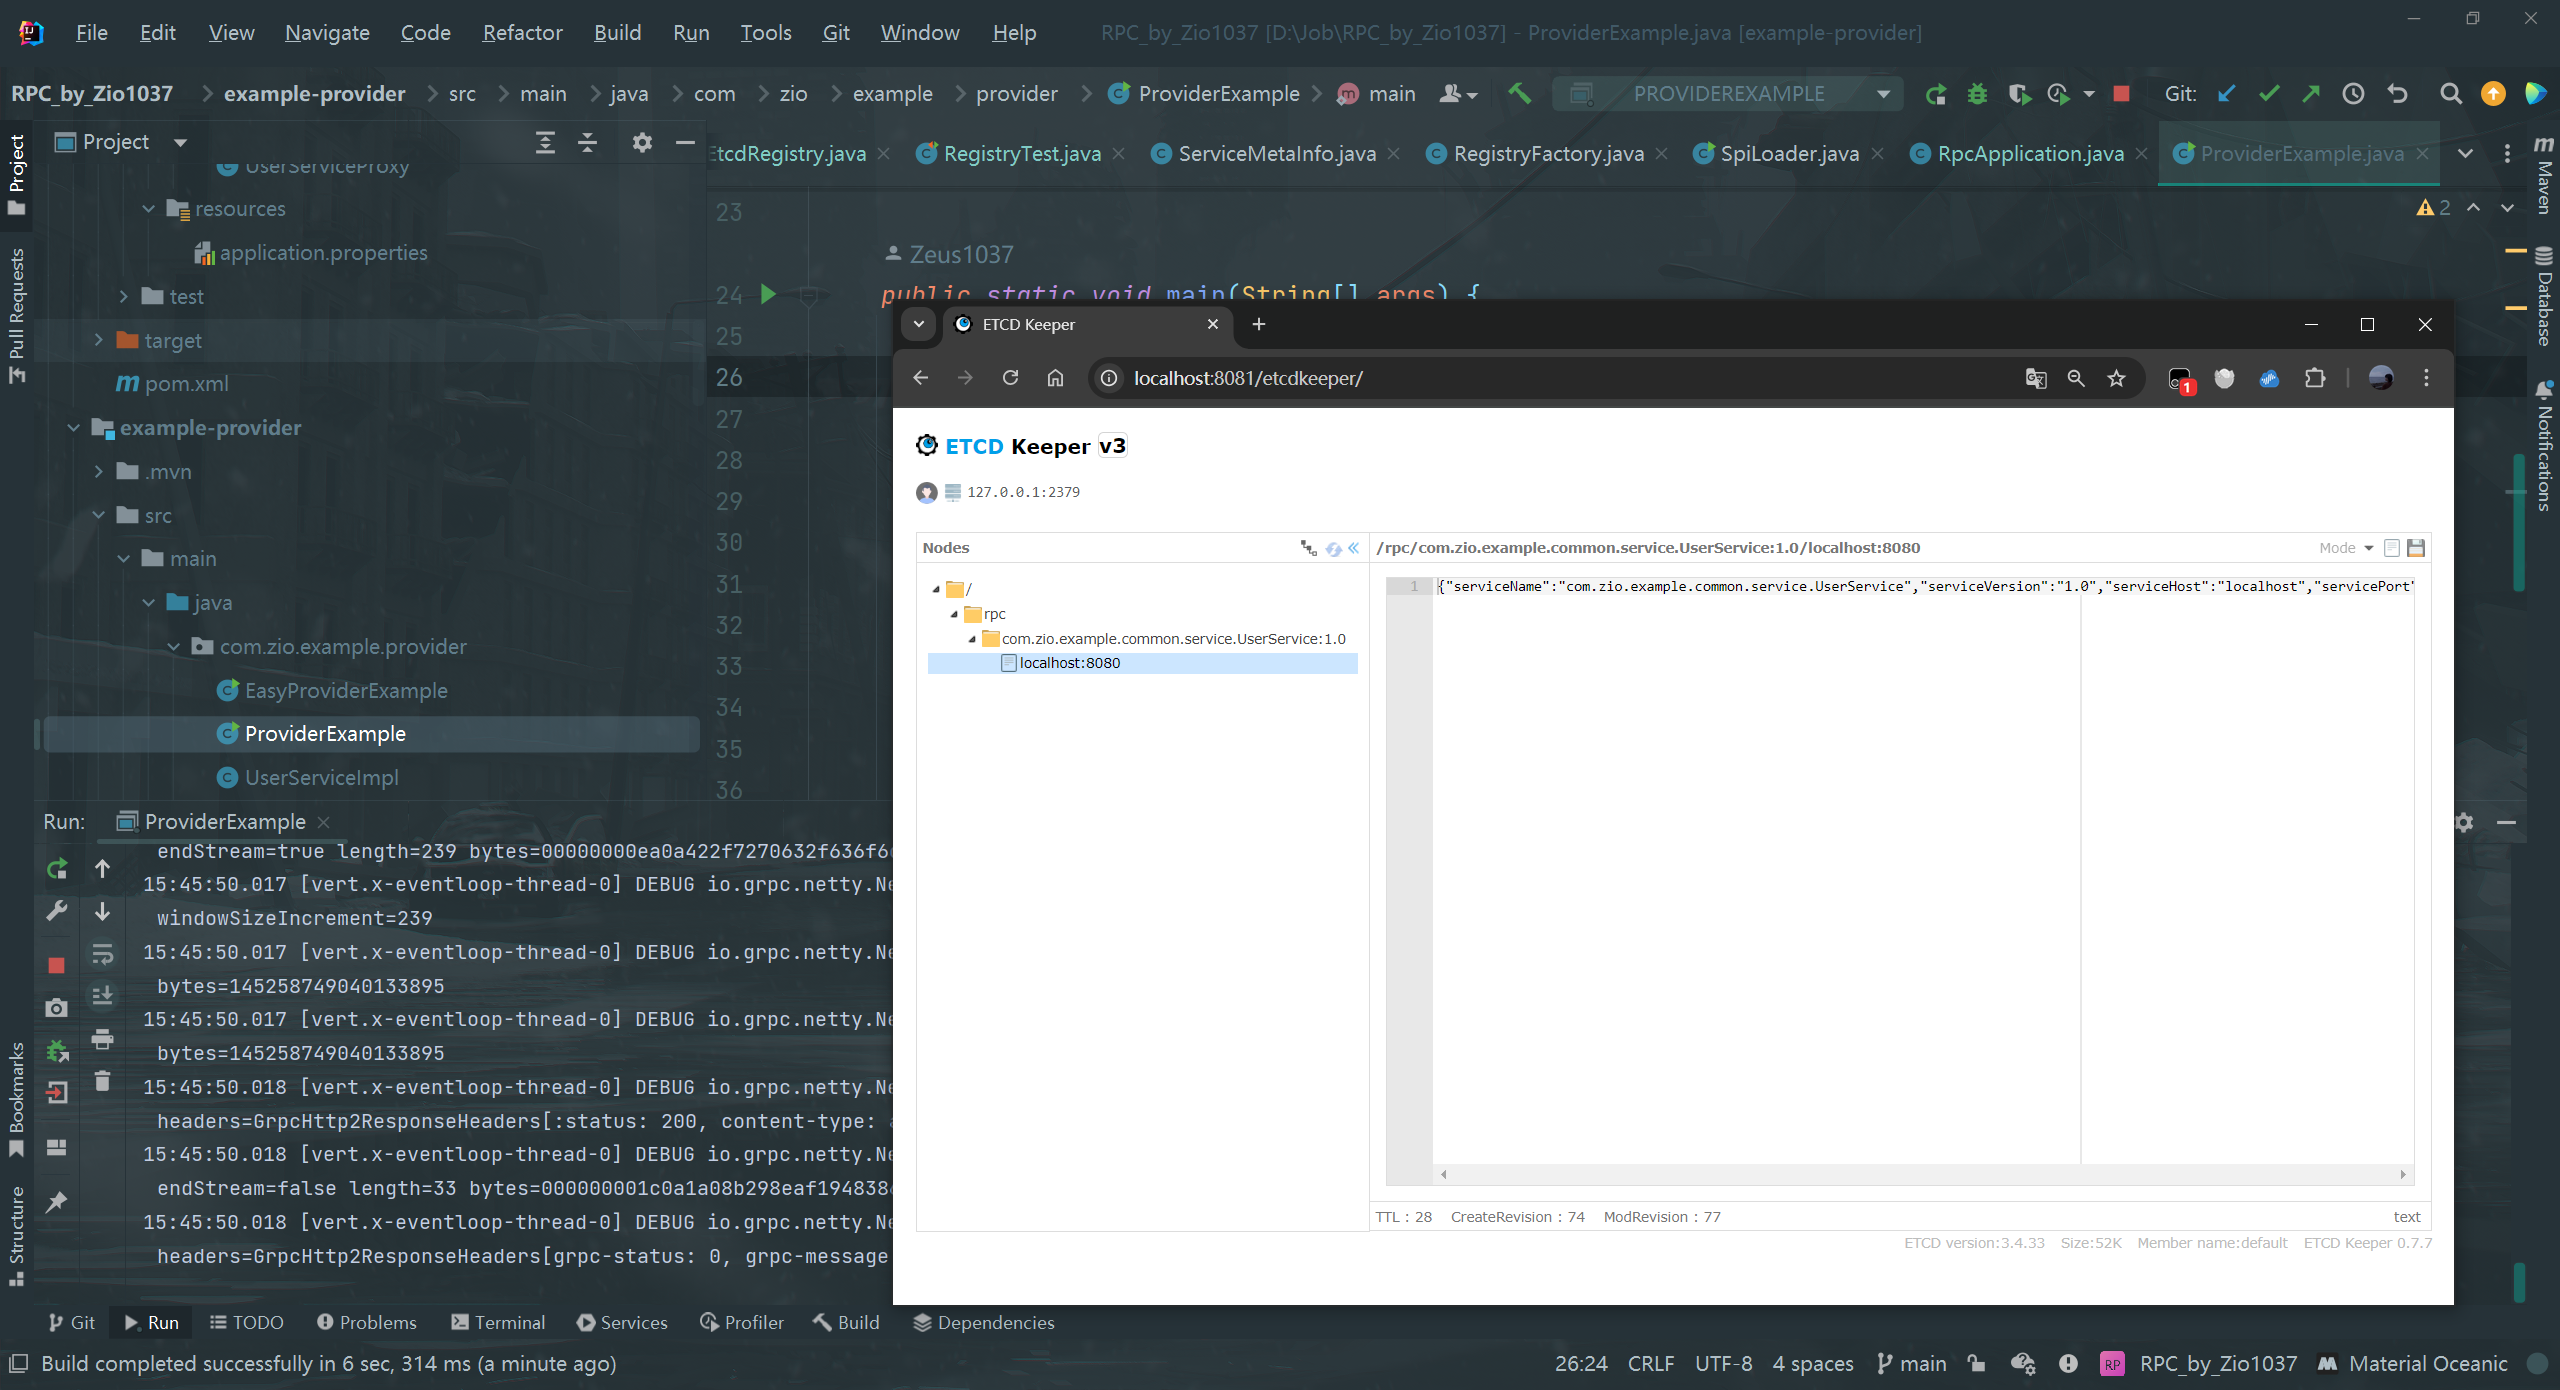 File Edit View Navigate Code Refactor Build Run Tools Git Window Help RPC_by_Zio1037 [D:\Job\RPC_by_Zio1037] - ProviderExample.java [example-provider]
RPC_by_Zio1037 example-provider src main java com zio example provider ProviderExample main PROVIDEREXAMPLE Git:
Project
EtcdRegistry.java RegistryTest.java ServiceMetaInfo.java RegistryFactory.java SpiLoader.java RpcApplication.java ProviderExample.java
Project
Pull Requests
Bookmarks
Structure
UserServiceProxy
resources
application.properties
test
target
pom.xml
example-provider
.mvn
src
main
java
com.zio.example.provider
EasyProviderExample
ProviderExample
UserServiceImpl
2
23
Zeus1037
24 public static void main(String[] args) {
25
26
27
28
29
30
31
32
33
34
35
36
Maven
Database
Notifications
ETCD Keeper
localhost:8081/etcdkeeper/
1
ETCD Keeper v3
127.0.0.1:2379
Nodes
/
rpc
com.zio.example.common.service.UserService:1.0
localhost:8080
/rpc/com.zio.example.common.service.UserService:1.0/localhost:8080 Mode
1 {"serviceName":"com.zio.example.common.service.UserService","serviceVersion":"1.0","serviceHost":"localhost","servicePort"
TTL : 28 CreateRevision : 74 ModRevision : 77 text
ETCD version:3.4.33 Size:52K Member name:default ETCD Keeper 0.7.7
Run: ProviderExample
endStream=true length=239 bytes=00000000ea0a422f7270632f636f6
15:45:50.017 [vert.x-eventloop-thread-0] DEBUG io.grpc.netty.Ne
windowSizeIncrement=239
15:45:50.017 [vert.x-eventloop-thread-0] DEBUG io.grpc.netty.Ne
bytes=145258749040133895
15:45:50.017 [vert.x-eventloop-thread-0] DEBUG io.grpc.netty.Ne
bytes=145258749040133895
15:45:50.018 [vert.x-eventloop-thread-0] DEBUG io.grpc.netty.Ne
headers=GrpcHttp2ResponseHeaders[:status: 200, content-type:
15:45:50.018 [vert.x-eventloop-thread-0] DEBUG io.grpc.netty.Ne
endStream=false length=33 bytes=000000001c0a1a08b298eaf194838
15:45:50.018 [vert.x-eventloop-thread-0] DEBUG io.grpc.netty.Ne
headers=GrpcHttp2ResponseHeaders[grpc-status: 0, grpc-message
Git Run TODO Problems Terminal Services Profiler Build Dependencies
Build completed successfully in 6 sec, 314 ms (a minute ago) 26:24 CRLF UTF-8 4 spaces main RP RPC_by_Zio1037 Material Oceanic